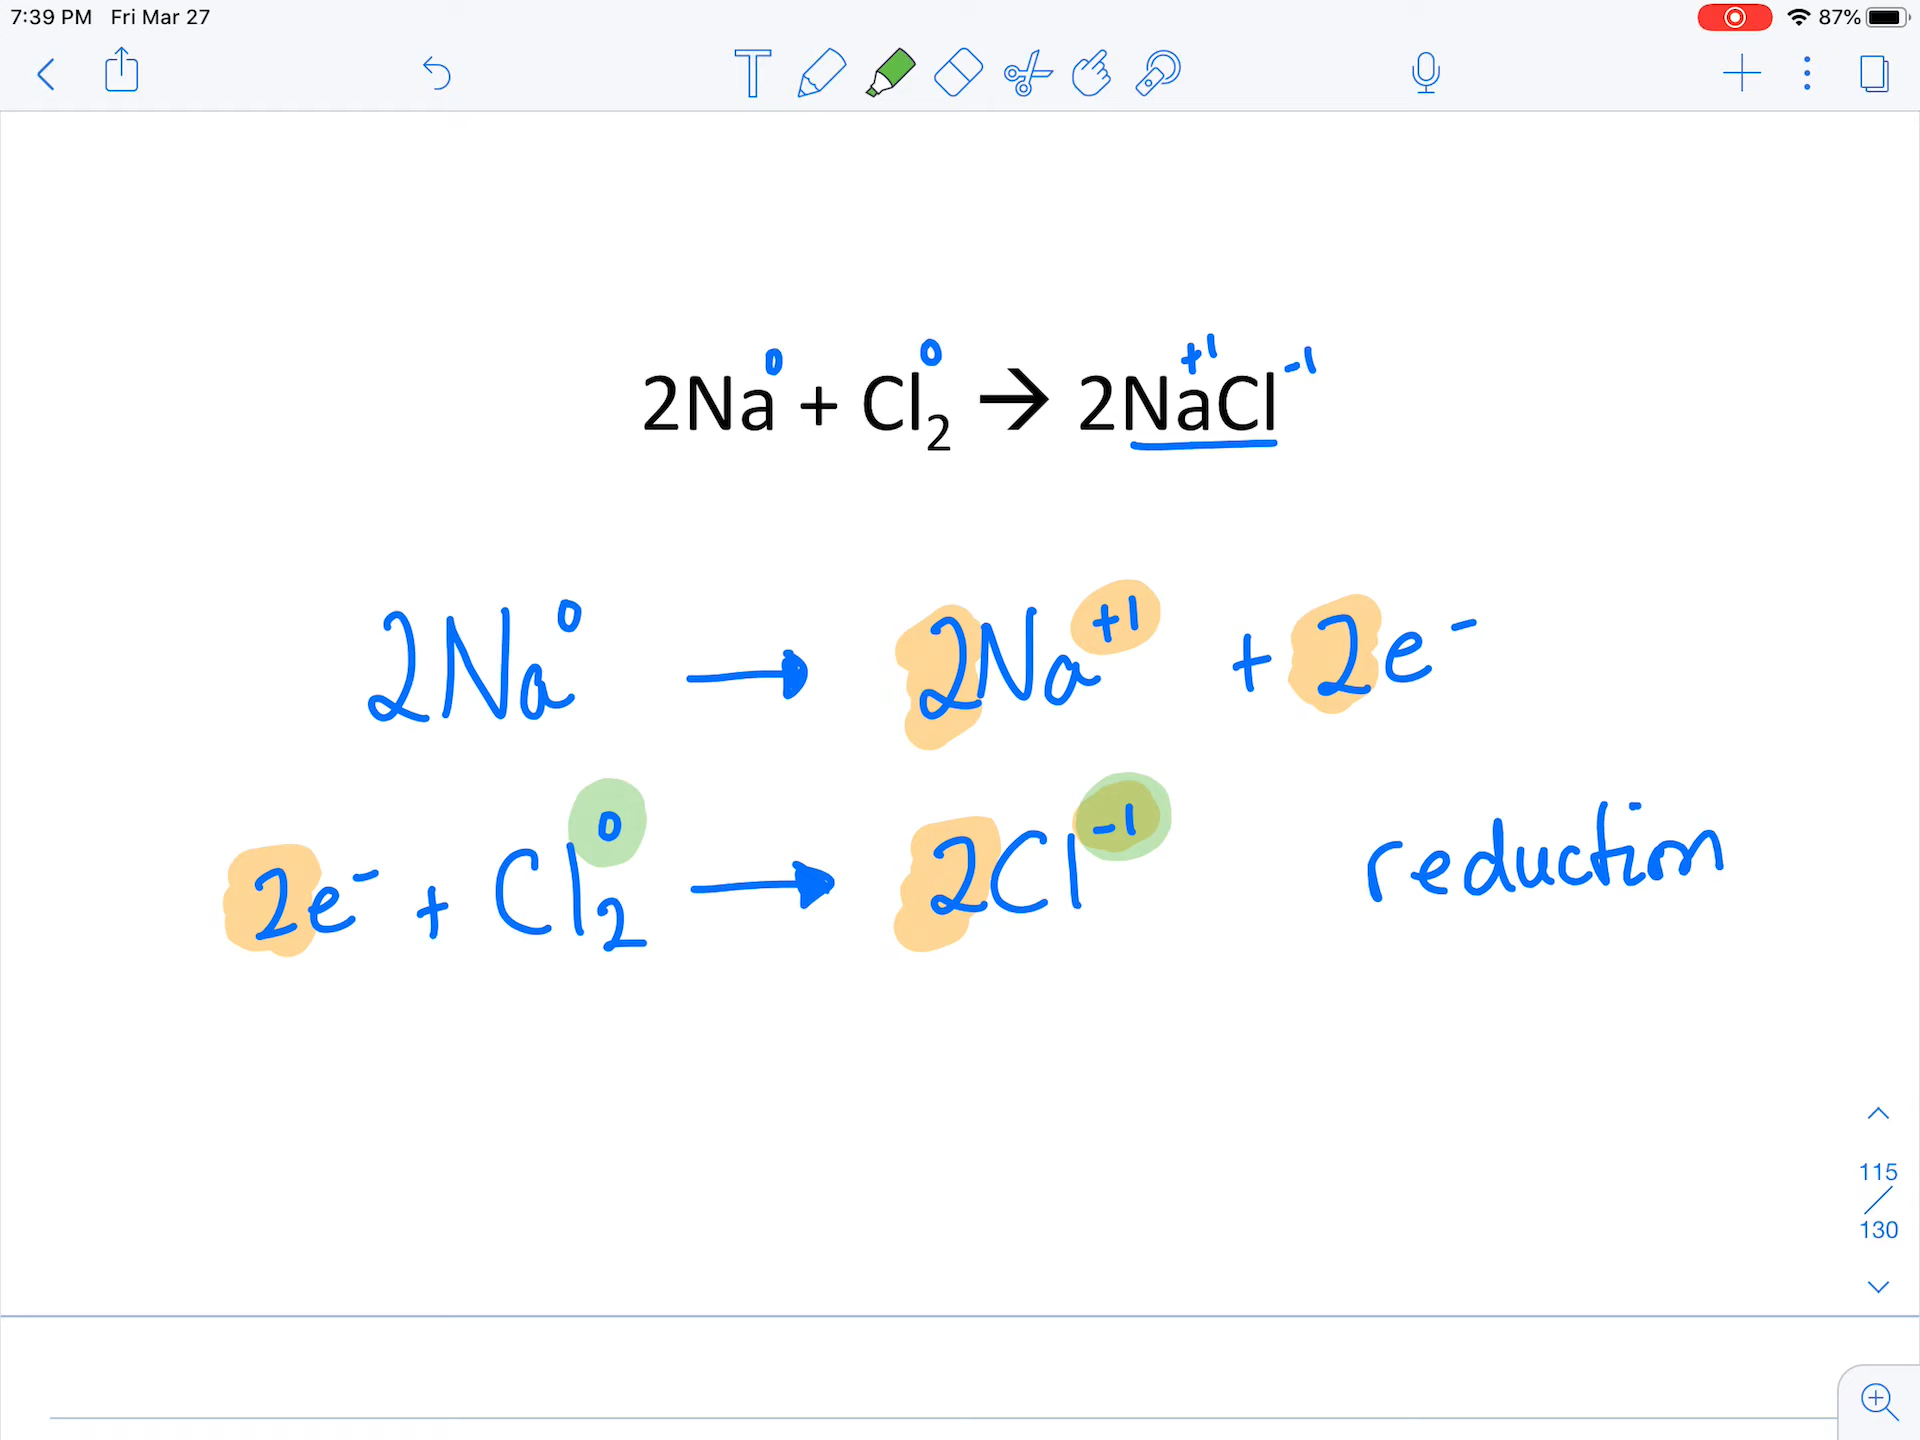 7:39 PM Fri Mar 27 87%
2Na⁰ + Cl₂⁰ → 2Na⁺¹Cl⁻¹
2Na⁰ → 2Na⁺¹ + 2e⁻
2e⁻ + Cl₂⁰ → 2Cl⁻¹ reduction
115
/
130